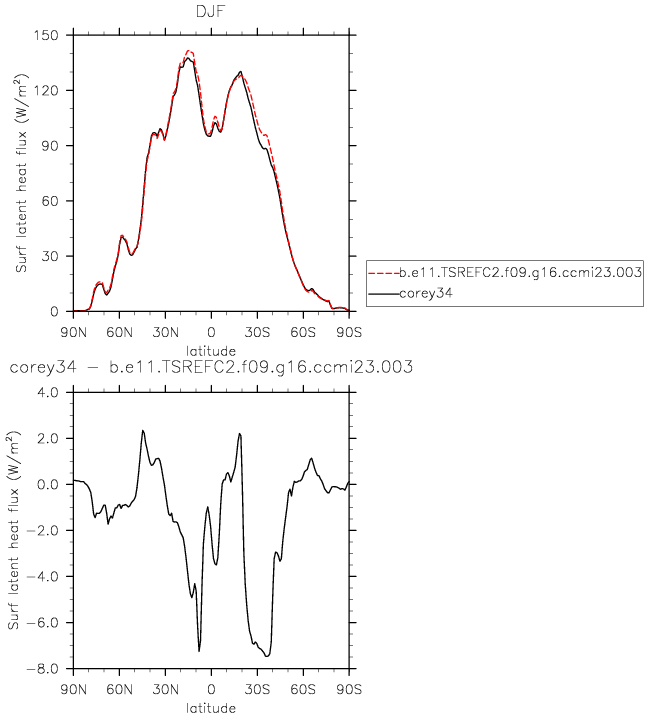 DJF
150
120
90
60
30
0
Surf latent heat flux (W/m²)
90N 60N 30N 0 30S 60S 90S
latitude
b.e11.TSREFC2.f09.g16.ccmi23.003
corey34
corey34 − b.e11.TSREFC2.f09.g16.ccmi23.003
4.0
2.0
0.0
−2.0
−4.0
−6.0
−8.0
Surf latent heat flux (W/m²)
90N 60N 30N 0 30S 60S 90S
latitude